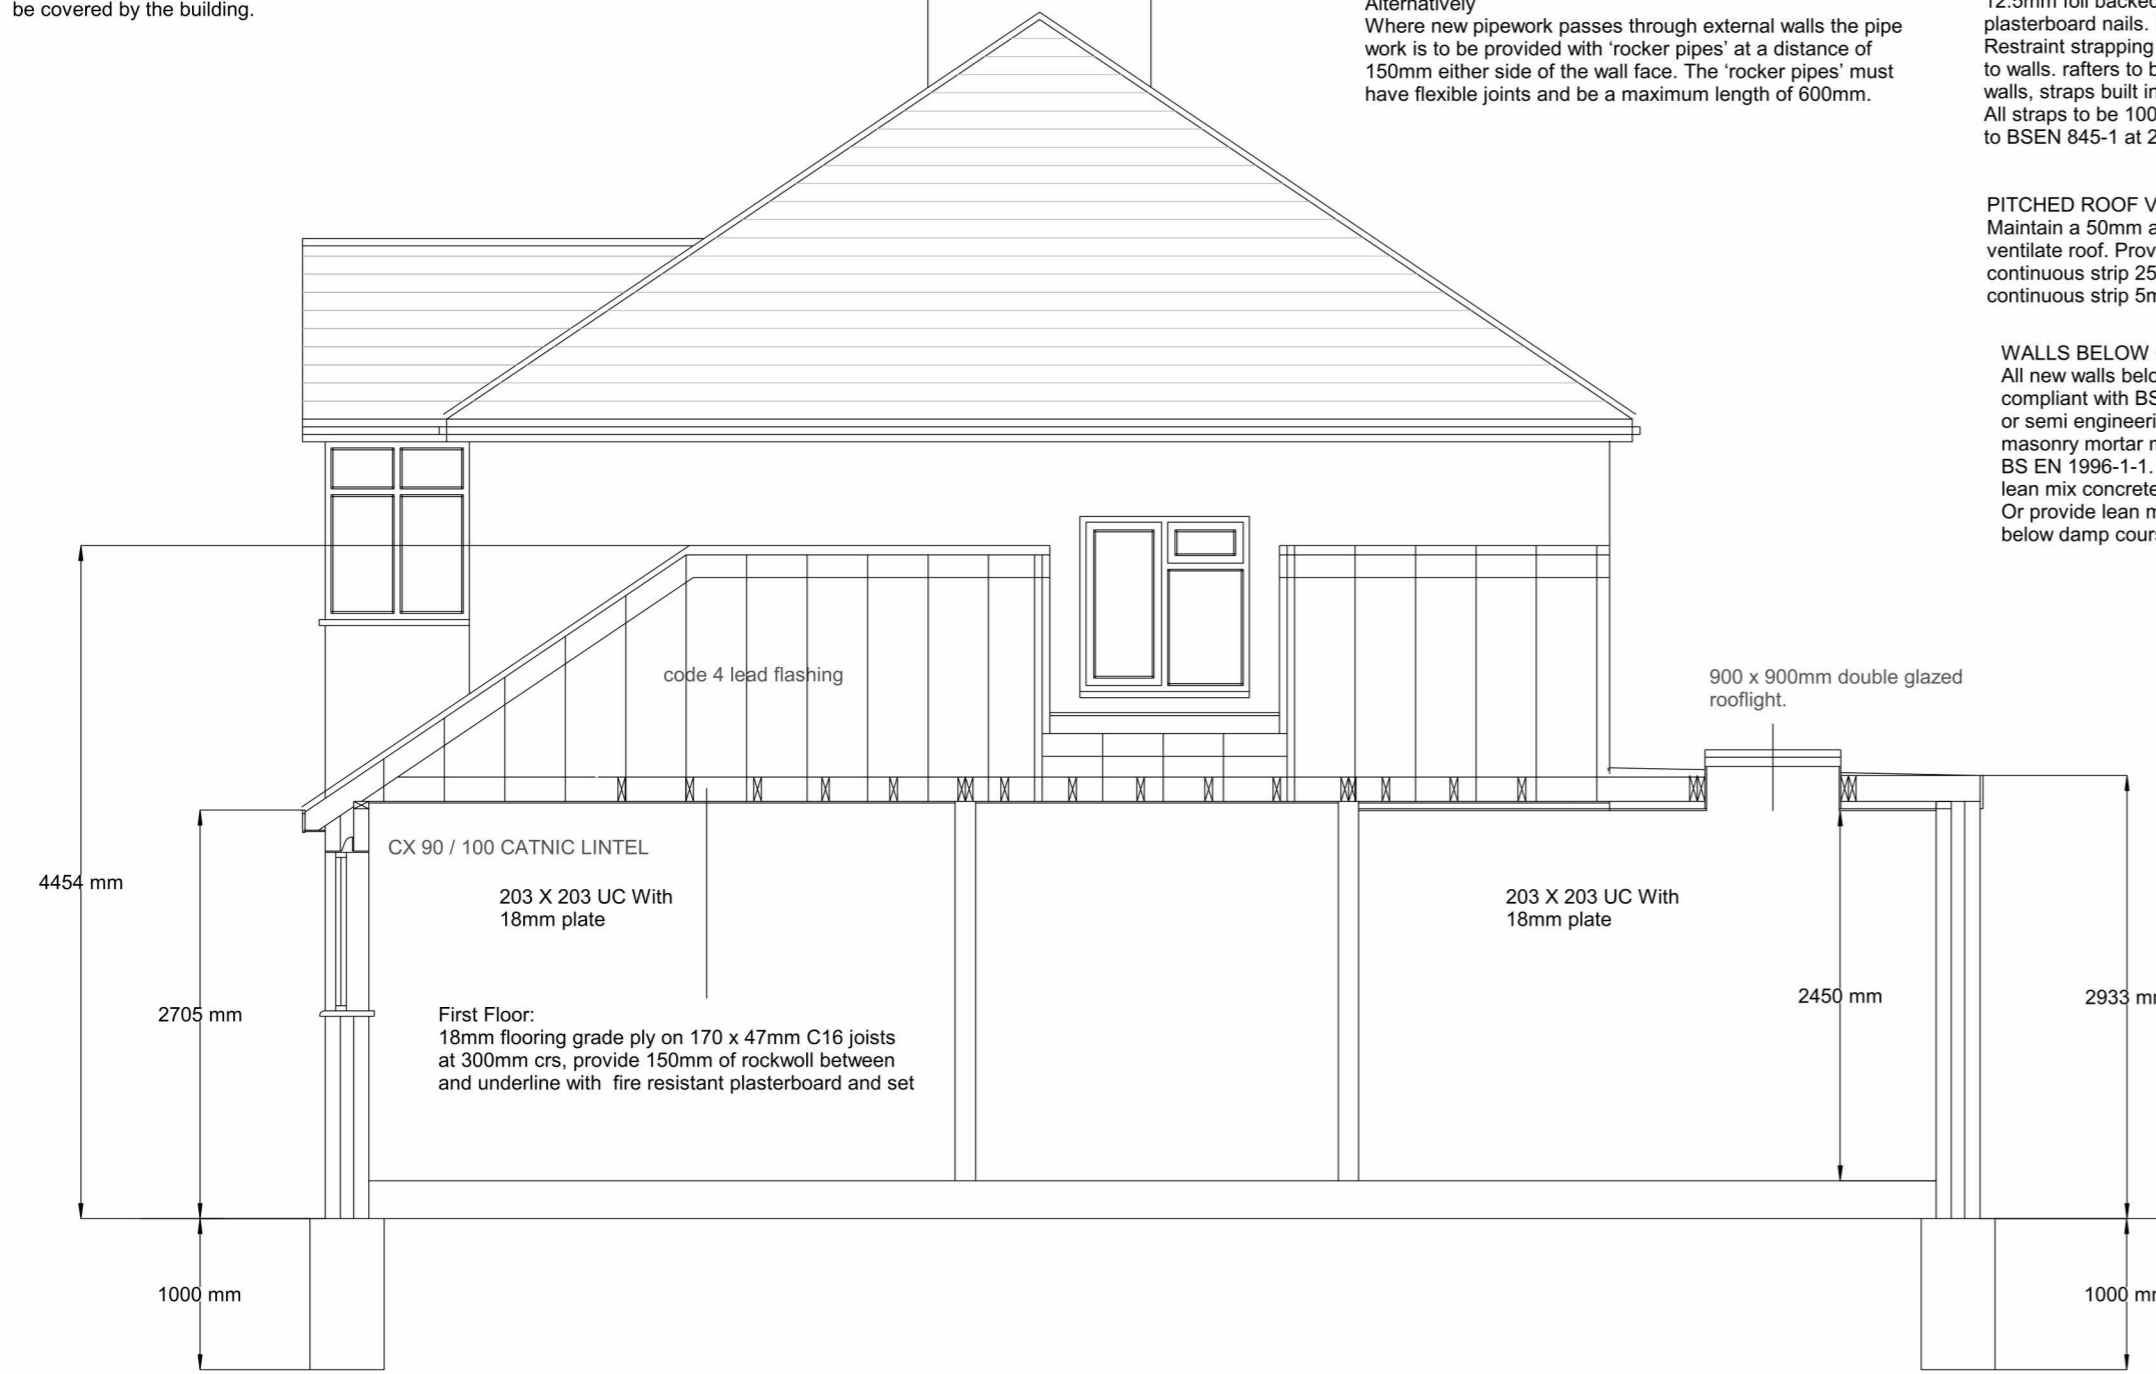 be covered by the building.
Alternatively
Where new pipework passes through external walls the pipe
work is to be provided with ‘rocker pipes’ at a distance of
150mm either side of the wall face. The ‘rocker pipes’ must
have flexible joints and be a maximum length of 600mm.
12.5mm foil backed
plasterboard nails.
Restraint strapping
to walls. rafters to b
walls, straps built in
All straps to be 100
to BSEN 845-1 at 2
PITCHED ROOF V
Maintain a 50mm a
ventilate roof. Prov
continuous strip 25
continuous strip 5m
WALLS BELOW
All new walls belo
compliant with BS
or semi engineeri
masonry mortar m
BS EN 1996-1-1.
lean mix concrete
Or provide lean m
below damp cours
code 4 lead flashing
900 x 900mm double glazed
rooflight.
CX 90 / 100 CATNIC LINTEL
4454 mm
203 X 203 UC With
18mm plate
203 X 203 UC With
18mm plate
2705 mm
2450 mm
2933 mm
First Floor:
18mm flooring grade ply on 170 x 47mm C16 joists
at 300mm crs, provide 150mm of rockwoll between
and underline with  fire resistant plasterboard and set
1000 mm
1000 mm